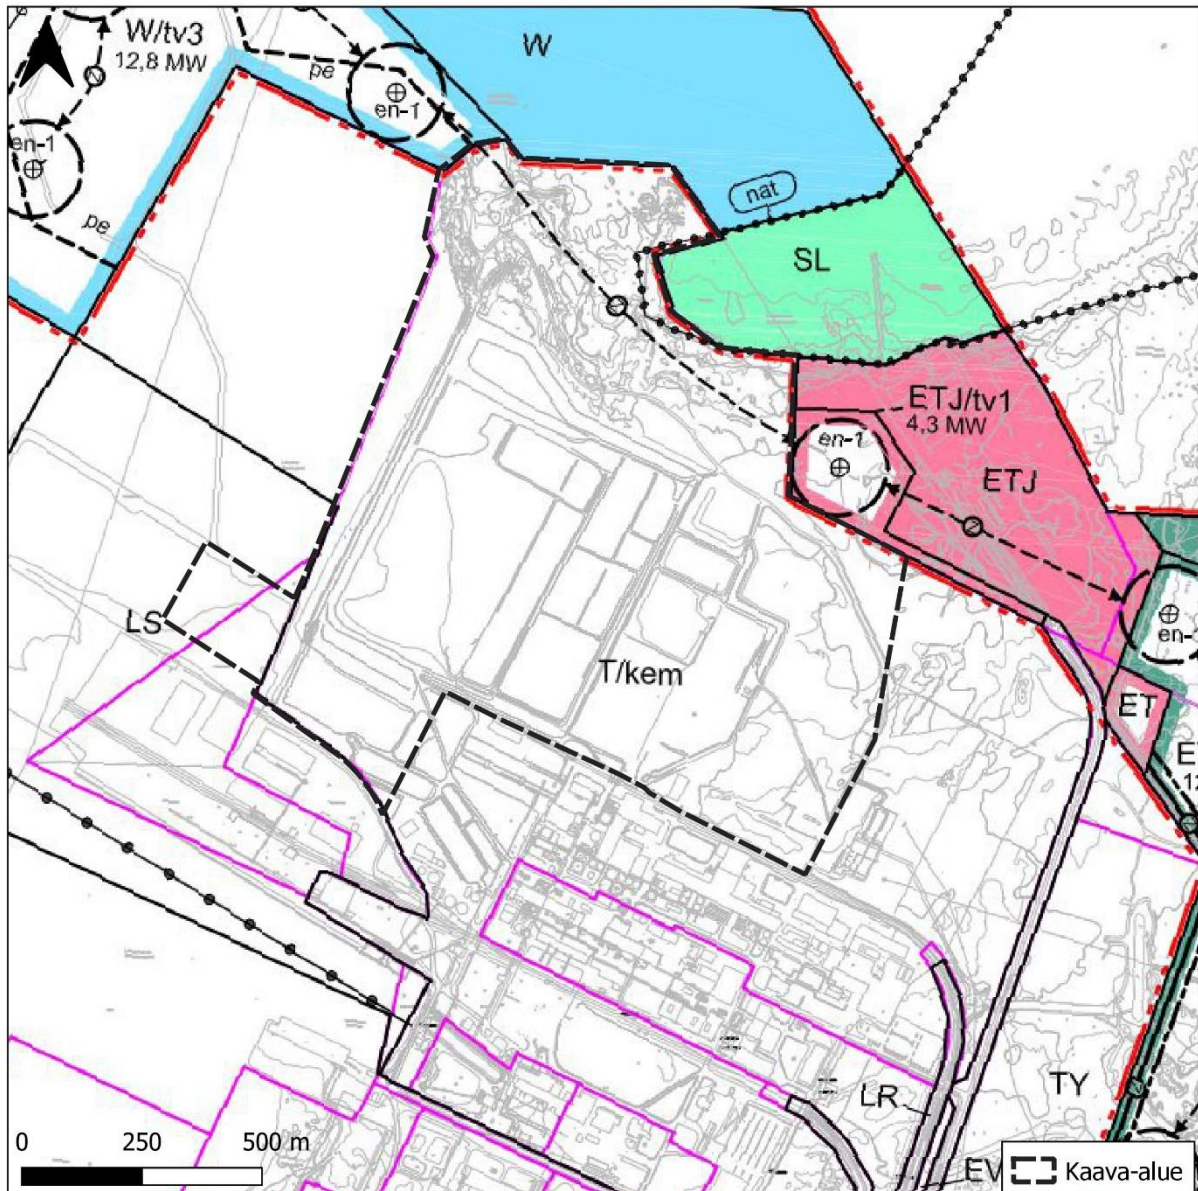 W/tv3
12,8 MW
W
pe
en-1
en-1
pe
nat
SL
ETJ/tv1
4,3 MW
en-1
ETJ
LS
T/kem
en-
ET
E
12
LR
TY
EV
0 250 500 m
Kaava-alue